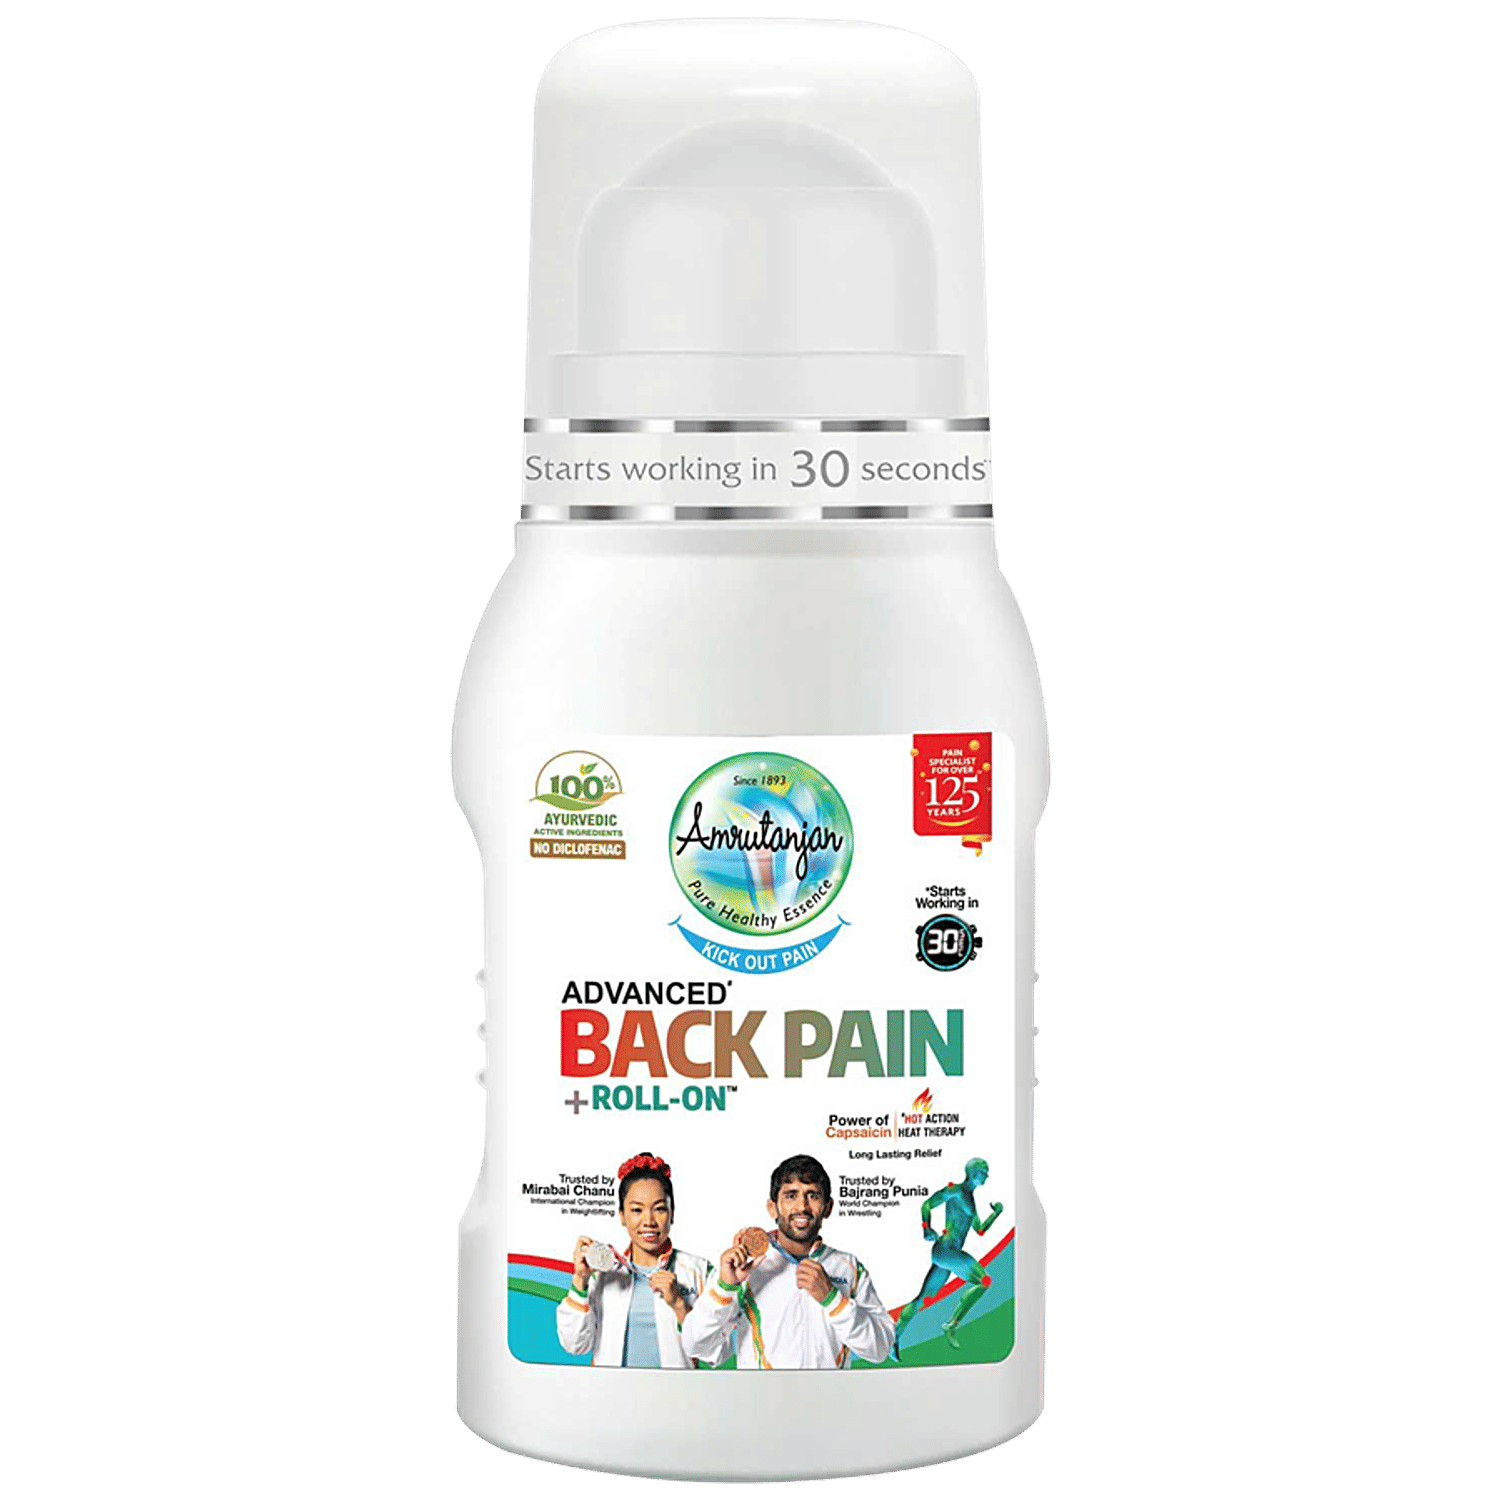 Starts working in 30 seconds**
100%
AYURVEDIC
ACTIVE INGREDIENTS
NO DICLOFENAC
Since 1893
Amrutanjan
Pure Healthy Essence
KICK OUT PAIN
PAIN
SPECIALIST
FOR OVER
125
YEARS
*Starts
Working in
30
ADVANCED#
BACK PAIN
+ROLL-ON™
Power of
Capsaicin
*HOT ACTION
HEAT THERAPY
Long Lasting Relief
Trusted by
Mirabai Chanu
International Champion
in Weightlifting
Trusted by
Bajrang Punia
World Champion
in Wrestling
DIA
INDIA